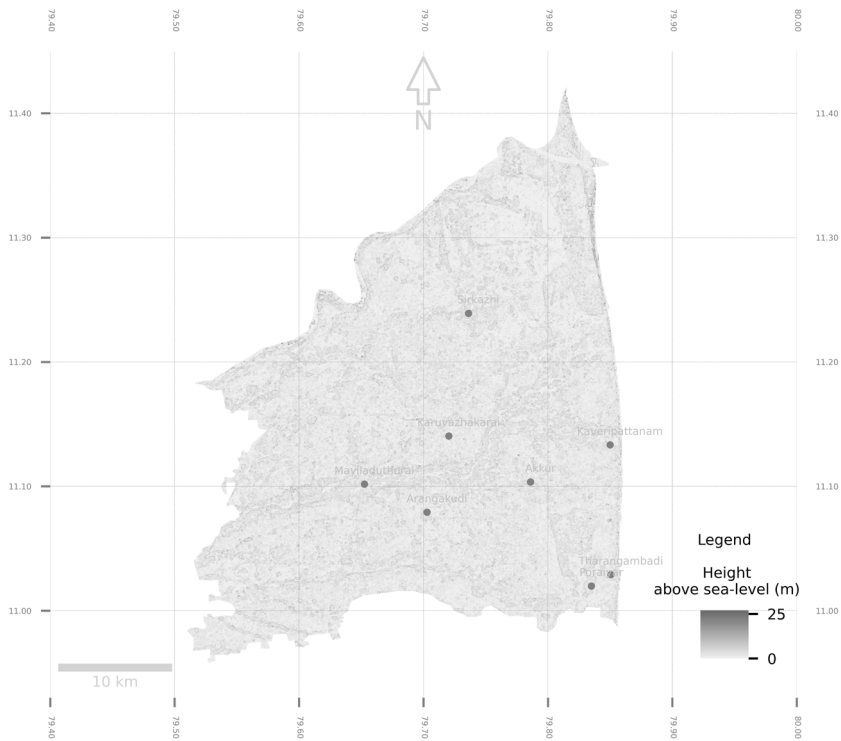 79.40 79.50 79.60 79.70 79.80 79.90 80.00
N
11.40 11.40
11.30 11.30
Sirkazhi
11.20 11.20
Karuvazhakarai
Kaveripattanam
Mayiladuthurai
Akkur
11.10 11.10
Arangakudi
Legend
Tharangambadi
Porayar
Height
above sea-level (m)
11.00 11.00
25
0
10 km
79.40 79.50 79.60 79.70 79.80 79.90 80.00